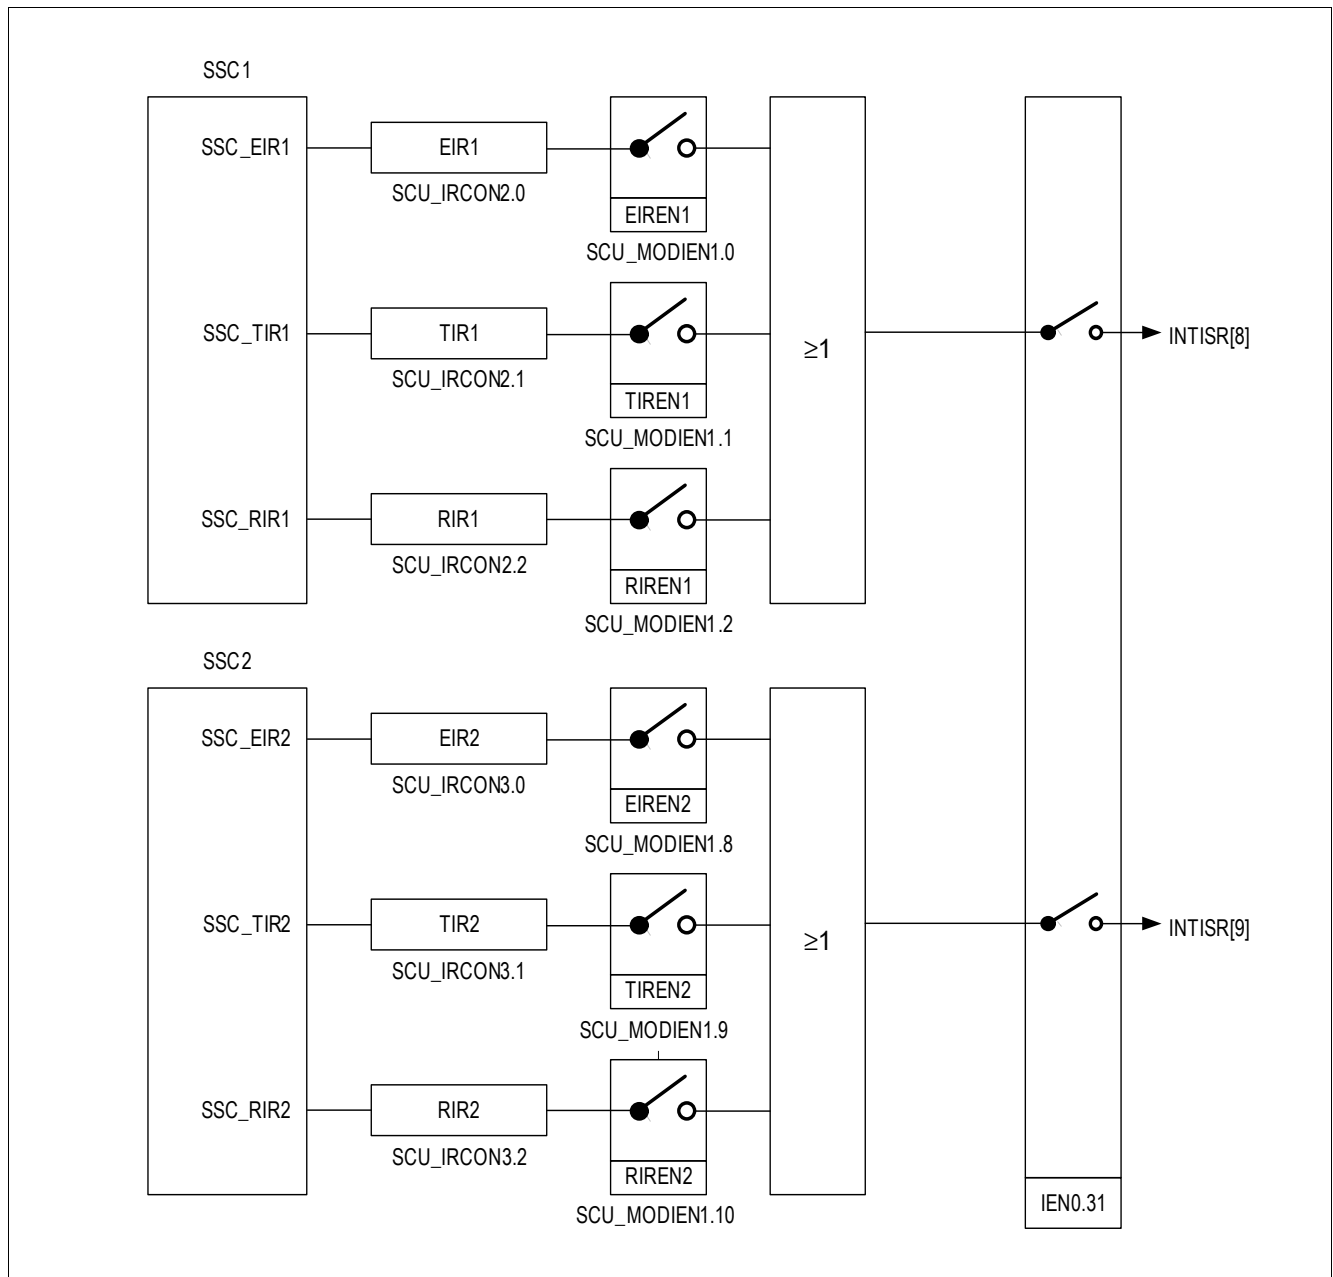 SSC1
SSC_EIR1
EIR1
SCU_IRCON2.0
EIREN1
SCU_MODIEN1.0
SSC_TIR1
TIR1
SCU_IRCON2.1
TIREN1
SCU_MODIEN1.1
≥1
INTISR[8]
SSC_RIR1
RIR1
SCU_IRCON2.2
RIREN1
SCU_MODIEN1.2
SSC2
SSC_EIR2
EIR2
SCU_IRCON3.0
EIREN2
SCU_MODIEN1.8
SSC_TIR2
TIR2
SCU_IRCON3.1
TIREN2
SCU_MODIEN1.9
≥1
INTISR[9]
SSC_RIR2
RIR2
SCU_IRCON3.2
RIREN2
SCU_MODIEN1.10
IEN0.31